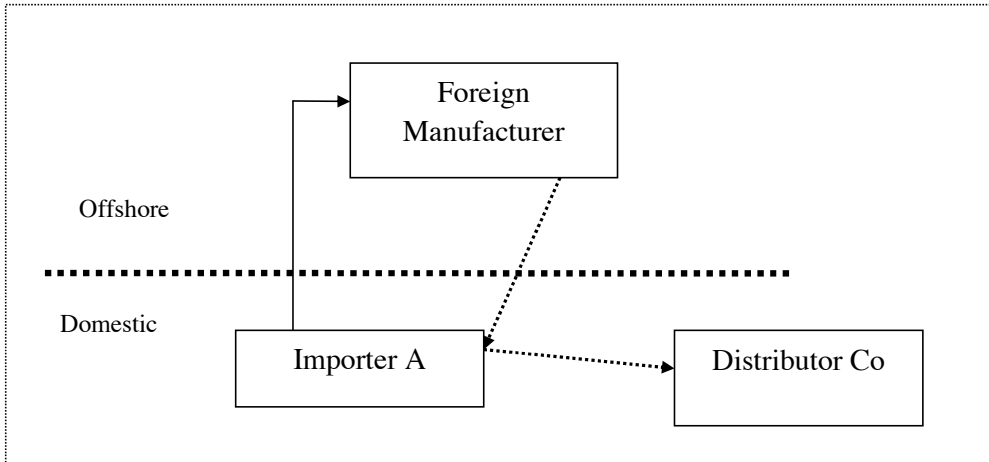 Foreign
Manufacturer
Offshore
Domestic
Importer A
Distributor Co